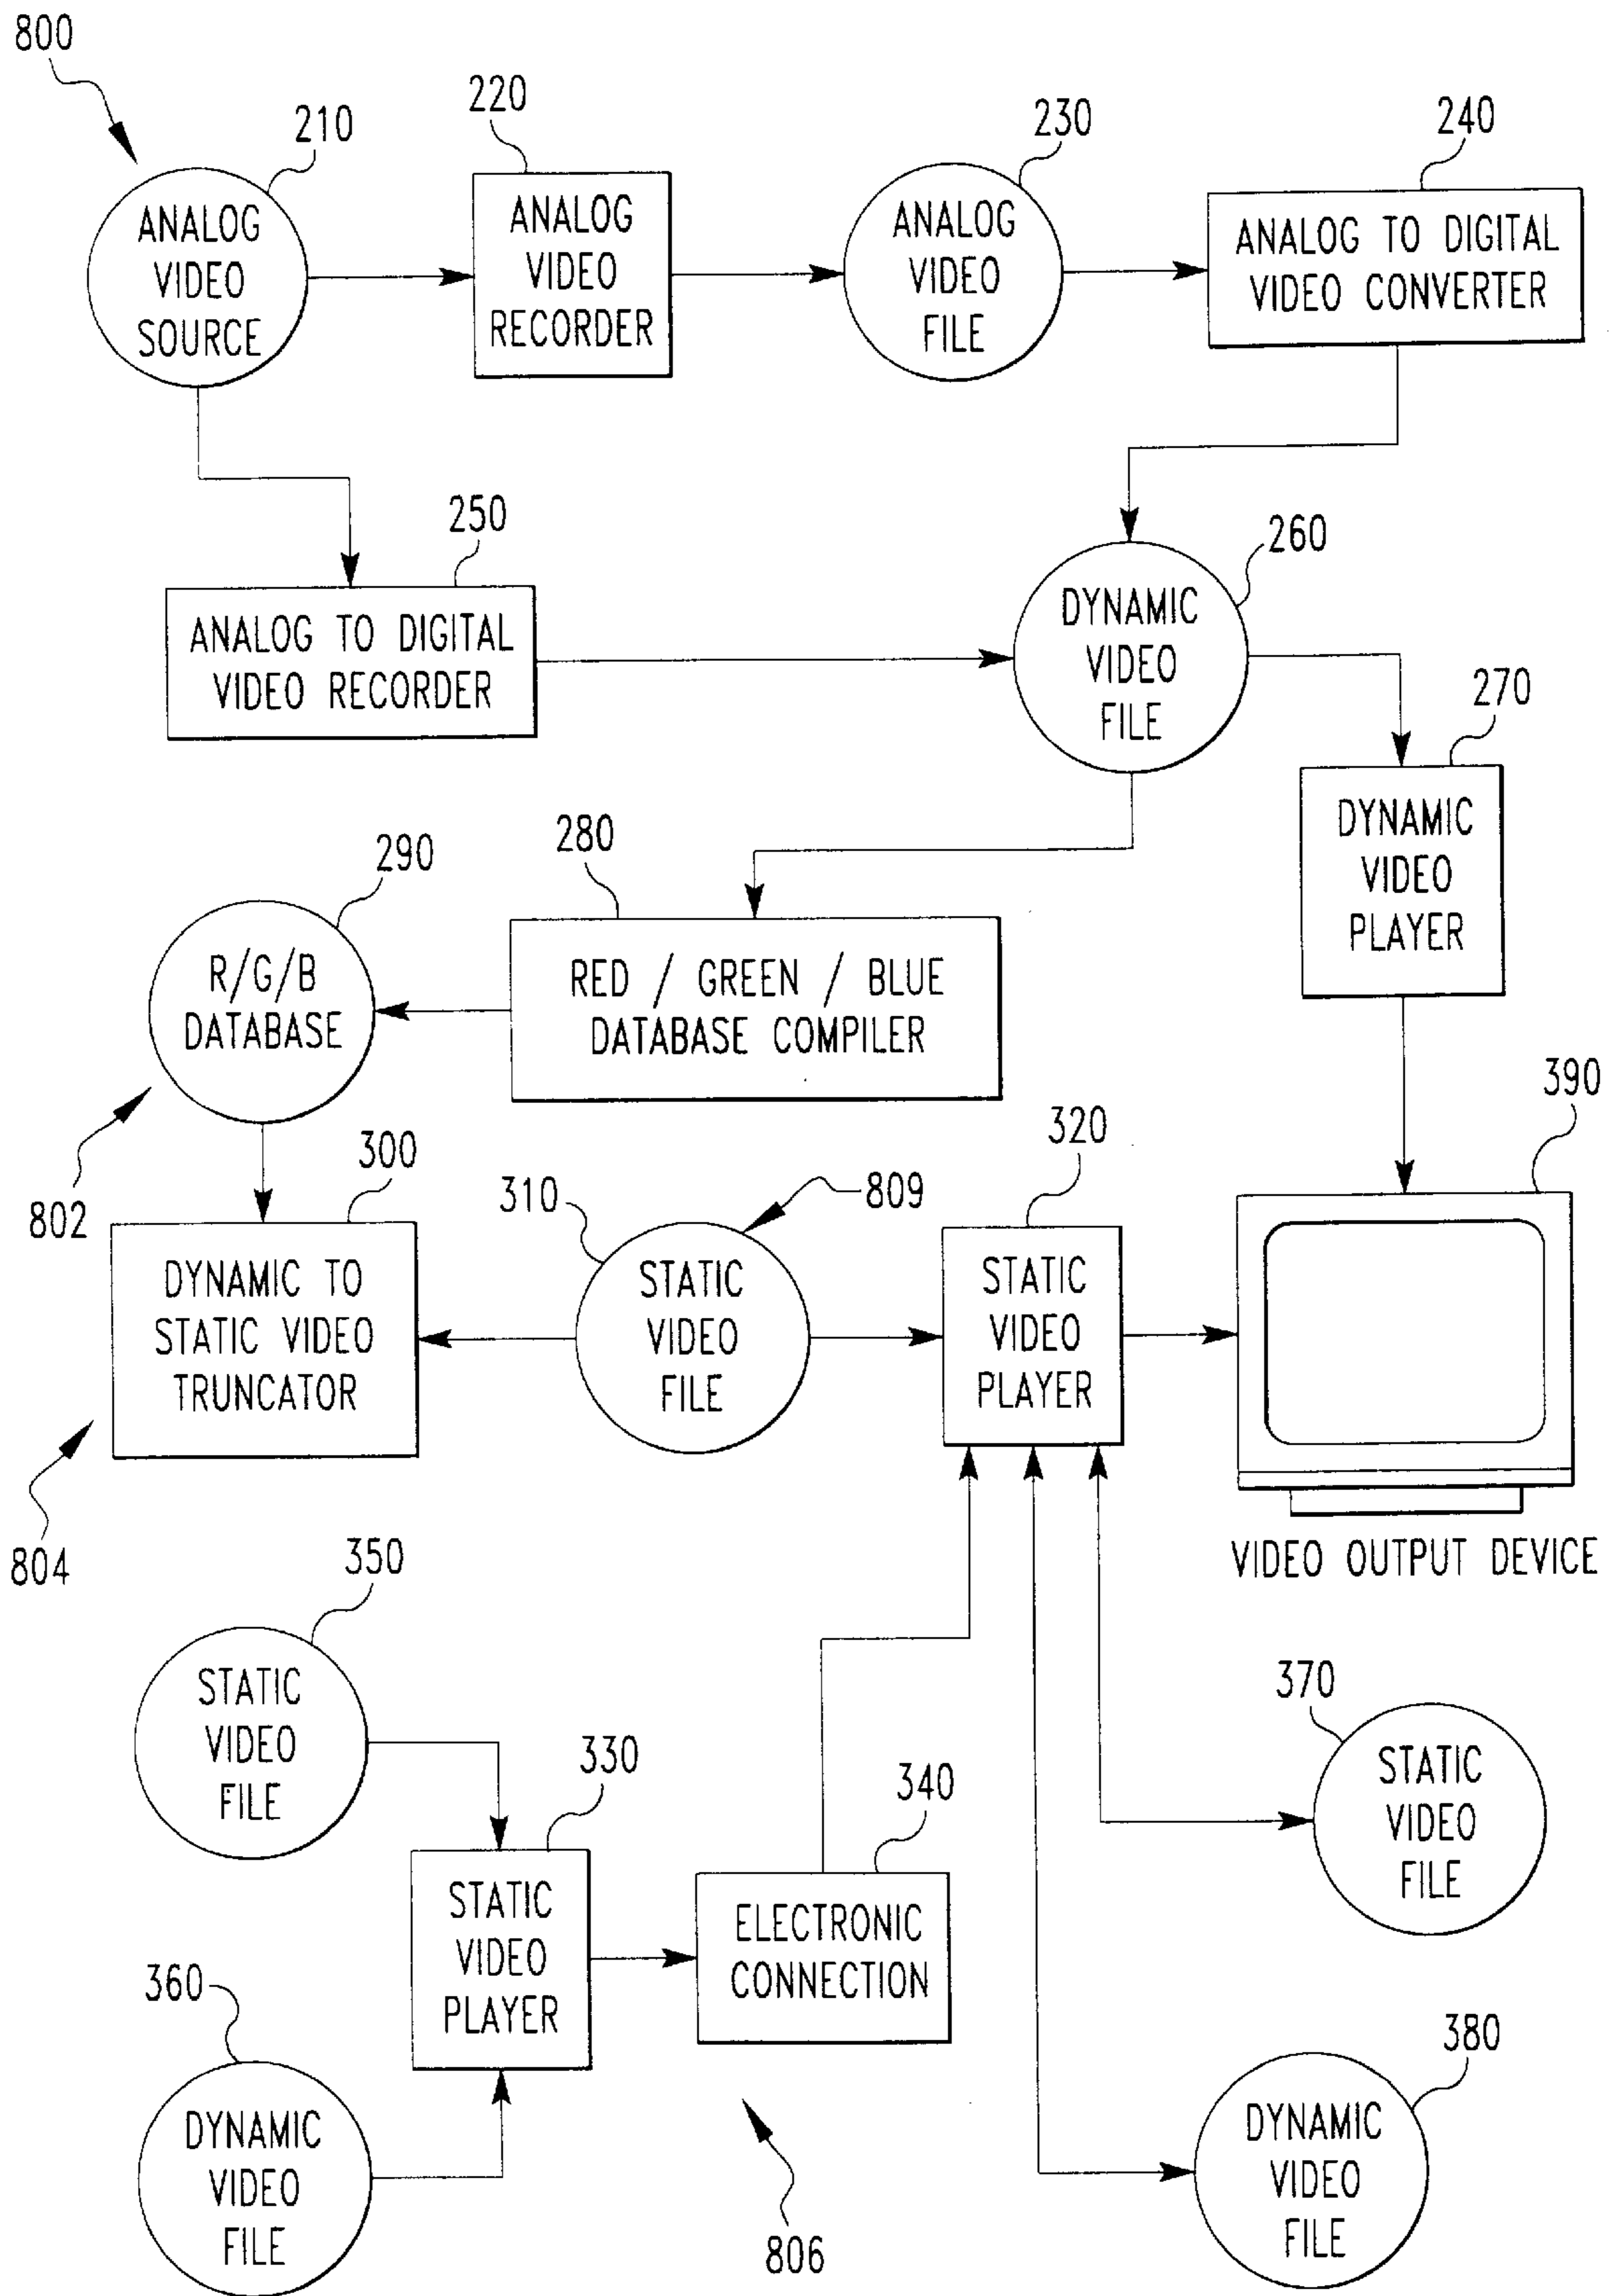 800
210
220
230
240
ANALOG
VIDEO
SOURCE
ANALOG
VIDEO
RECORDER
ANALOG
VIDEO
FILE
ANALOG TO DIGITAL
VIDEO CONVERTER
250
260
ANALOG TO DIGITAL
VIDEO RECORDER
DYNAMIC
VIDEO
FILE
270
DYNAMIC
VIDEO
PLAYER
280
290
R/G/B
DATABASE
RED / GREEN / BLUE
DATABASE COMPILER
802
300
310
809
320
390
DYNAMIC TO
STATIC VIDEO
TRUNCATOR
STATIC
VIDEO
FILE
STATIC
VIDEO
PLAYER
804
VIDEO OUTPUT DEVICE
350
STATIC
VIDEO
FILE
330
340
370
STATIC
VIDEO
FILE
STATIC
VIDEO
PLAYER
ELECTRONIC
CONNECTION
360
380
DYNAMIC
VIDEO
FILE
806
DYNAMIC
VIDEO
FILE